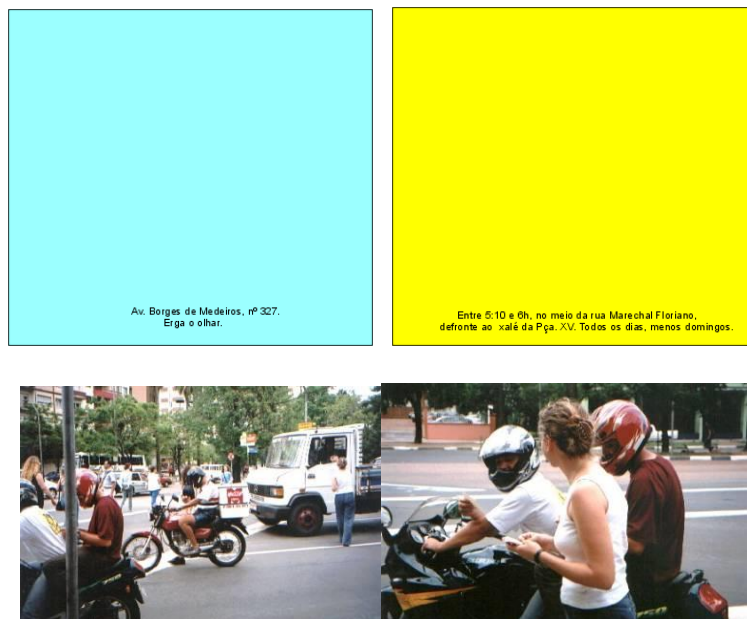 Av. Borges de Medeiros, nº 327.
Erga o olhar.
Entre 5:10 e 6h, no meio da rua Marechal Floriano,
defronte ao xalé da Pça. XV. Todos os dias, menos domingos.